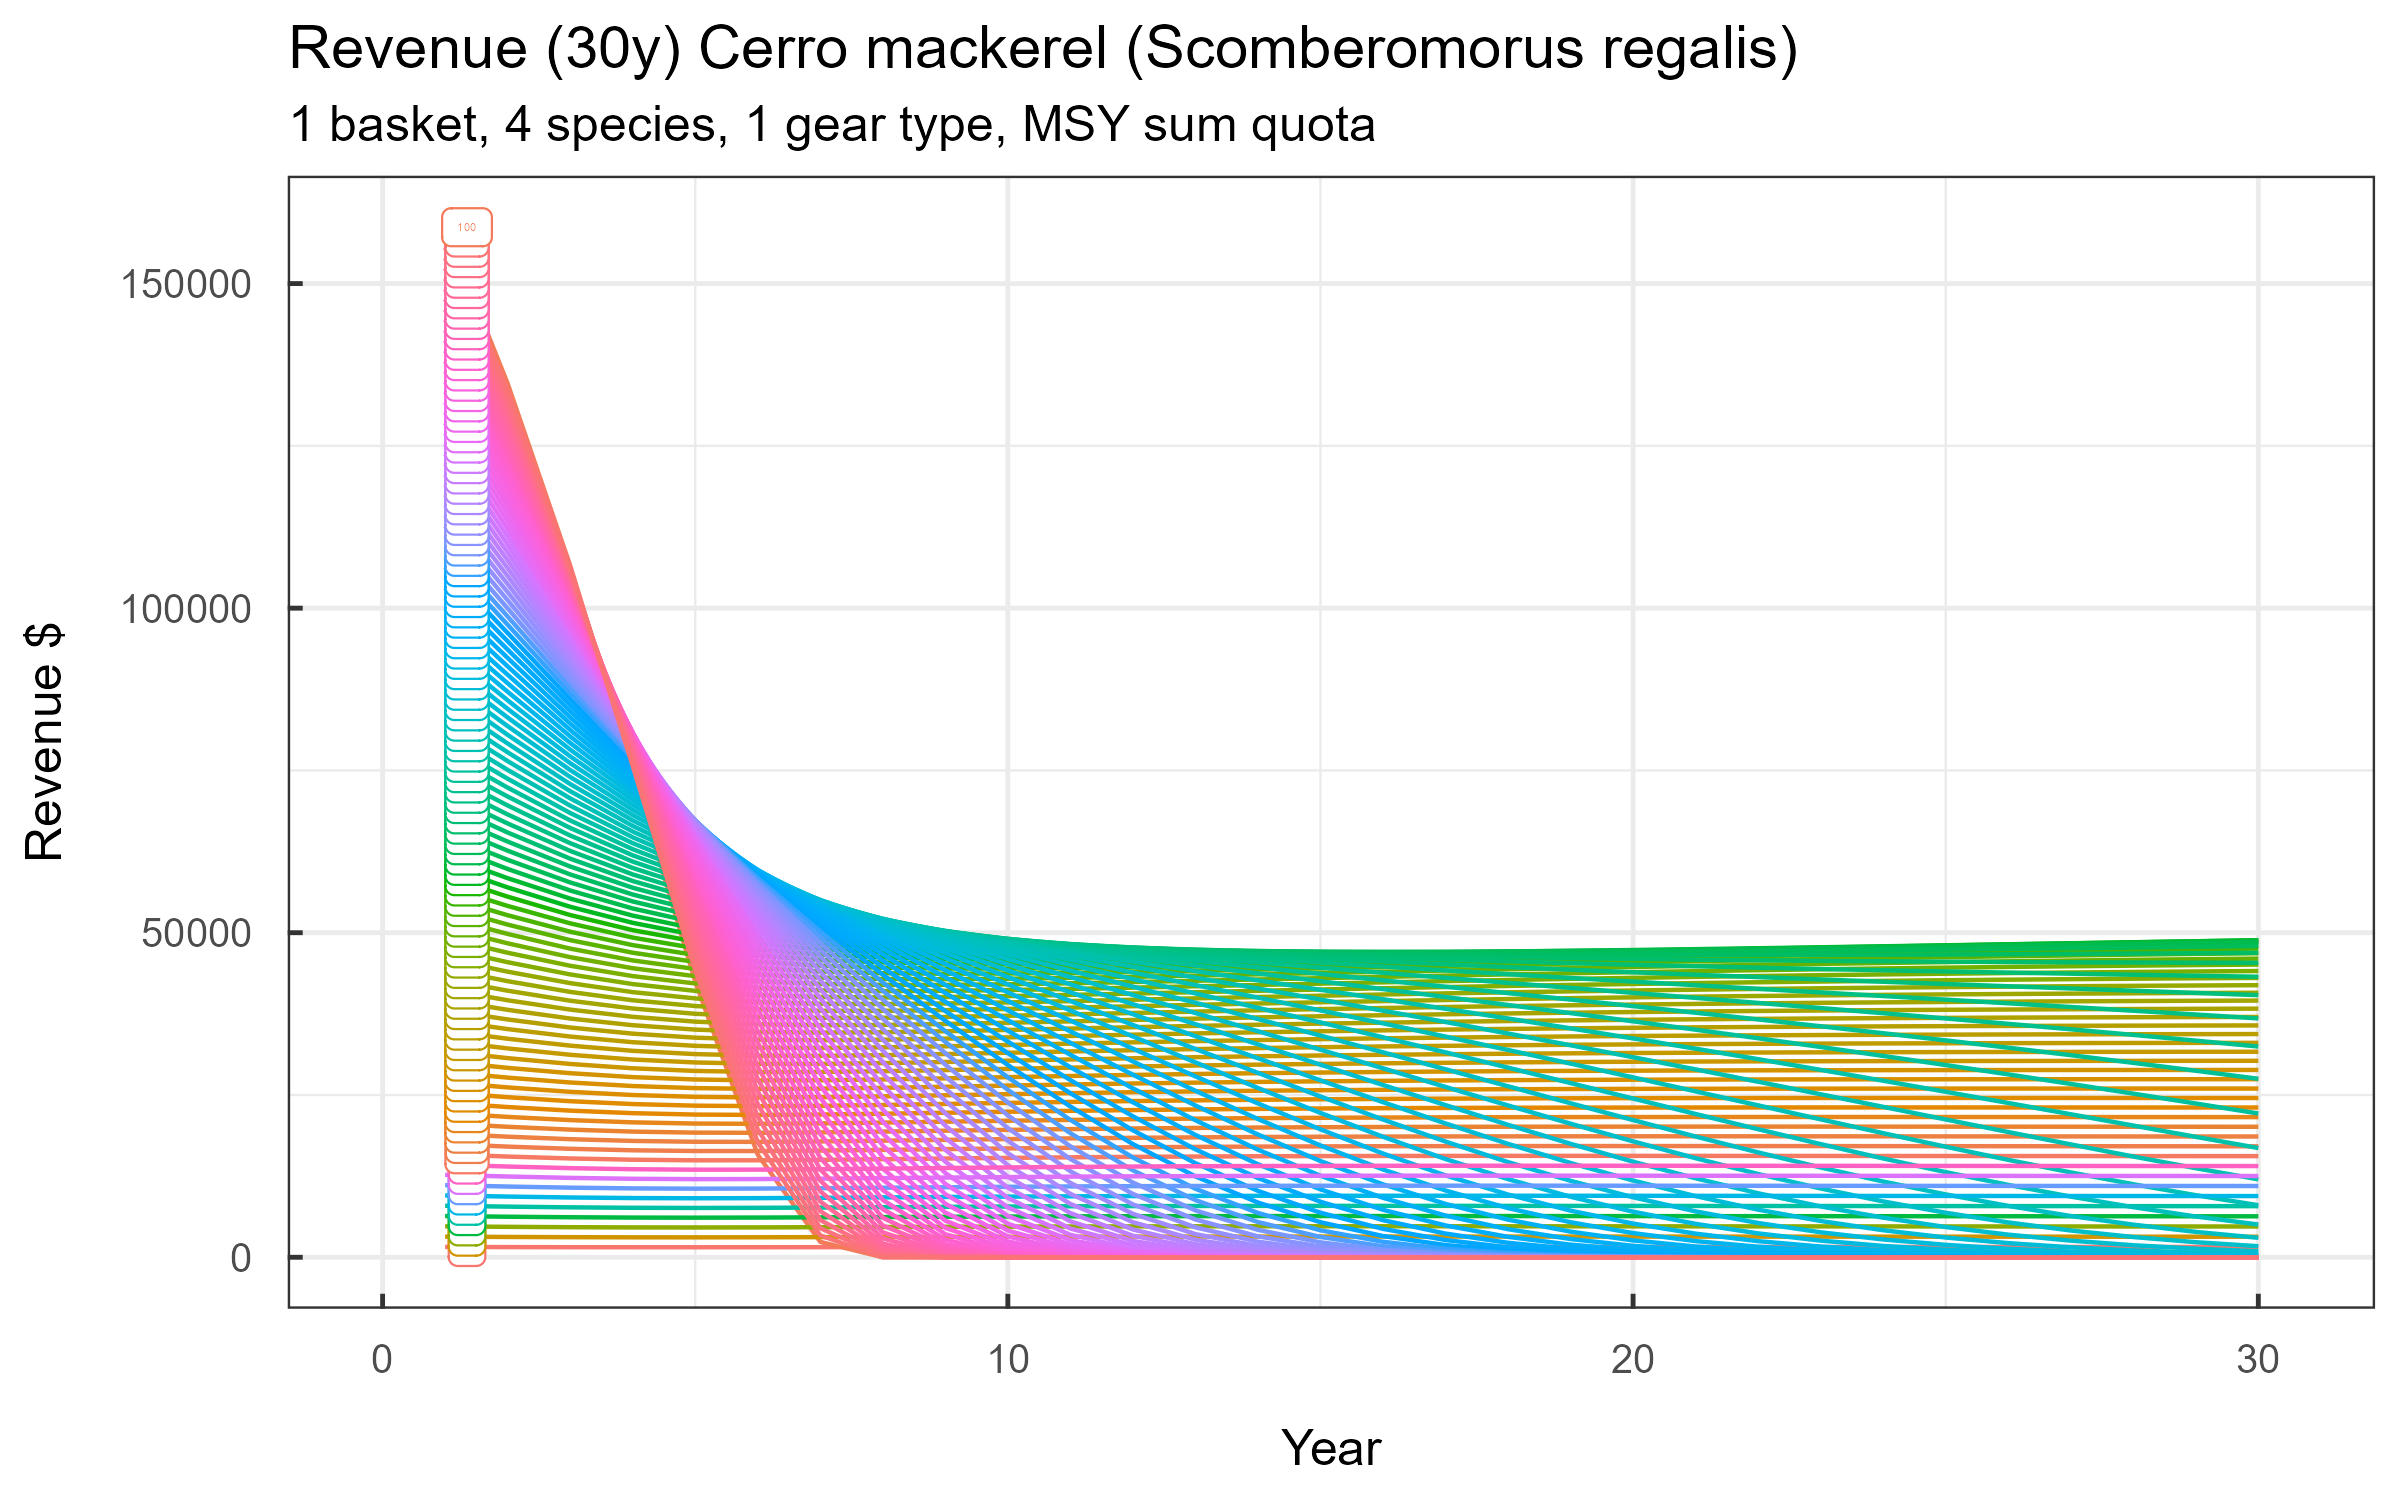 Revenue (30y) Cerro mackerel (Scomberomorus regalis)
1 basket, 4 species, 1 gear type, MSY sum quota
100
150000
100000
50000
0
Revenue $
0 10 20 30
Year